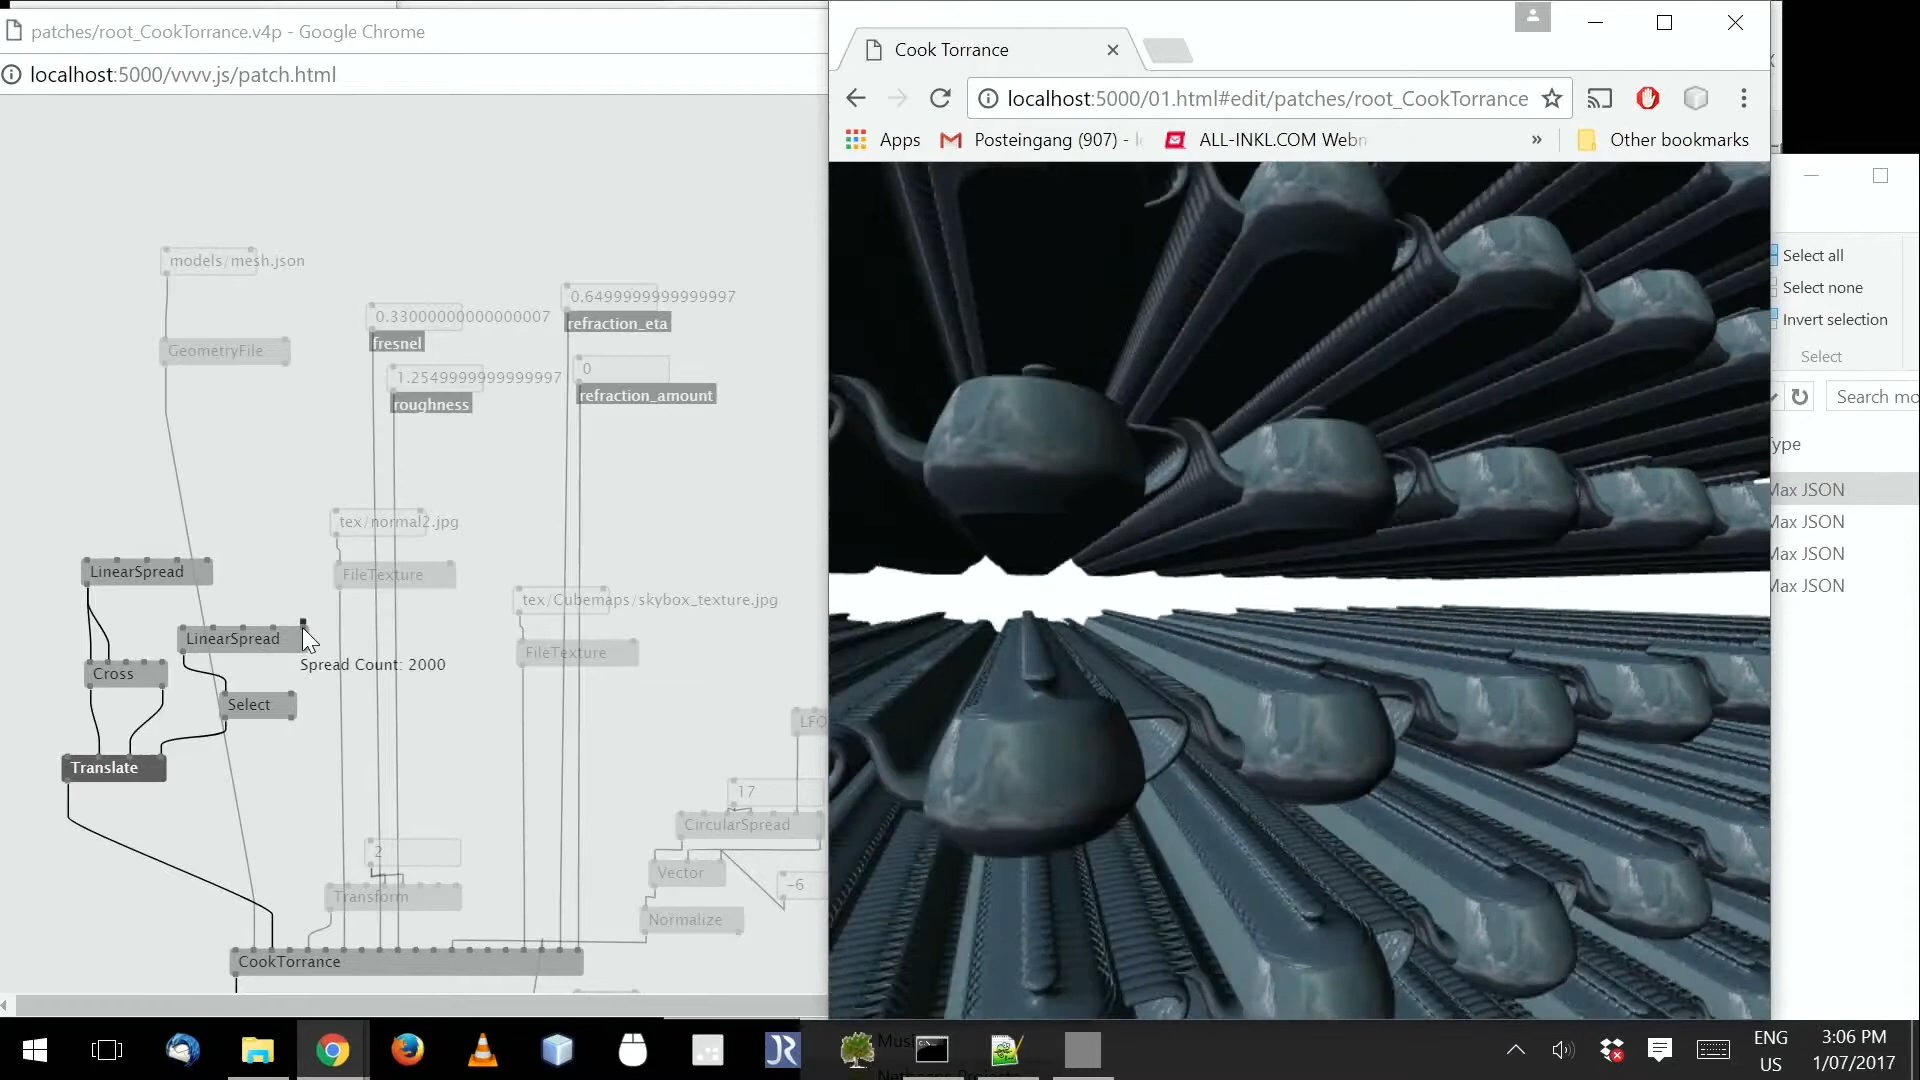 patches/root_CookTorrance.v4p - Google Chrome
localhost:5000/vvvv.js/patch.html
models/mesh.json
0.6499999999999997
0.33000000000000007
refraction_eta
fresnel
GeometryFile
0
1.2549999999999997
refraction_amount
roughness
tex/normal2.jpg
LinearSpread
FileTexture
tex/Cubemaps/skybox_texture.jpg
LinearSpread
FileTexture
Spread Count: 2000
Cross
Select
LFO
Translate
17
CircularSpread
2
Vector
-6
Transform
Normalize
CookTorrance
Cook Torrance
localhost:5000/01.html#edit/patches/root_CookTorrance
Apps
Posteingang (907) -
ALL-INKL.COM Webm
»
Other bookmarks
Select all
Select none
Invert selection
Select
Search mo
ype
Max JSON
Max JSON
Max JSON
Max JSON
ENG
US
3:06 PM
1/07/2017